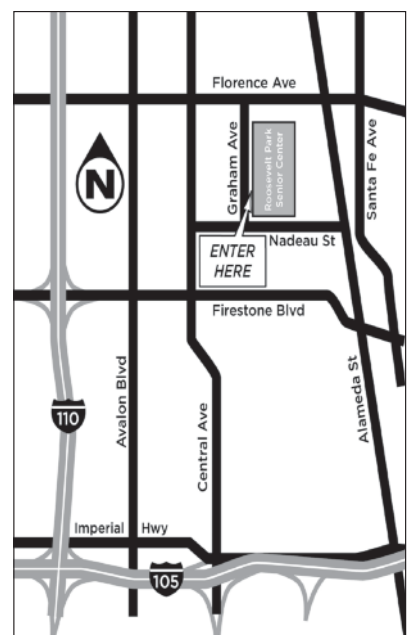 Florence Ave
Graham Ave
Roosevelt Park
Senior Center
Santa Fe Ave
N
Nadeau St
ENTER
HERE
Firestone Blvd
Avalon Blvd
Central Ave
Alameda St
110
Imperial Hwy
105